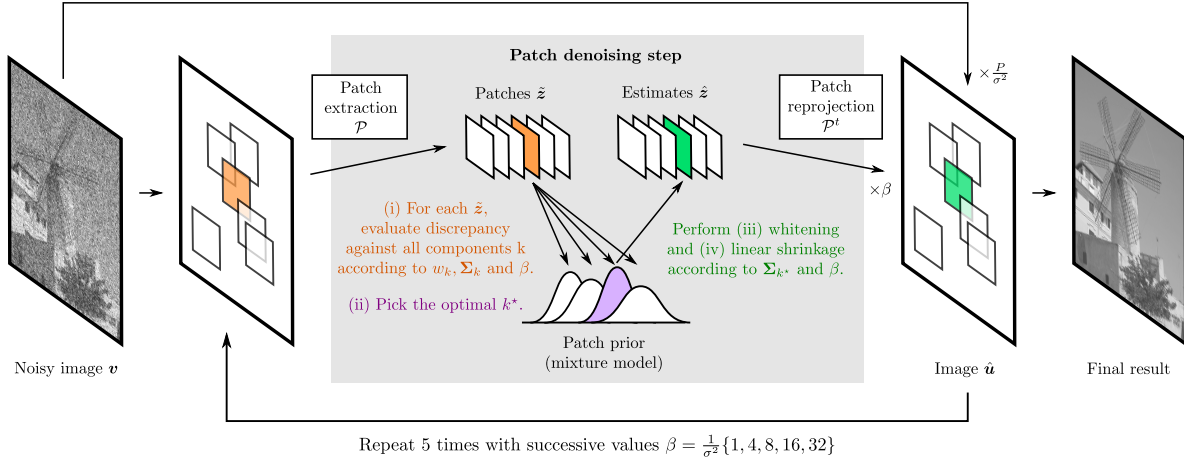 Patch denoising step
Patch
extraction
𝒫
Patches z̃
Estimates ẑ
Patch
reprojection
𝒫ᵗ
× P/σ²
×β
(i) For each z̃,
evaluate discrepancy
against all components k
according to wₖ, Σₖ and β.
(ii) Pick the optimal k⋆.
Perform (iii) whitening
and (iv) linear shrinkage
according to Σₖ⋆ and β.
Patch prior
(mixture model)
Noisy image v
Image û
Final result
Repeat 5 times with successive values β = 1/σ² {1, 4, 8, 16, 32}